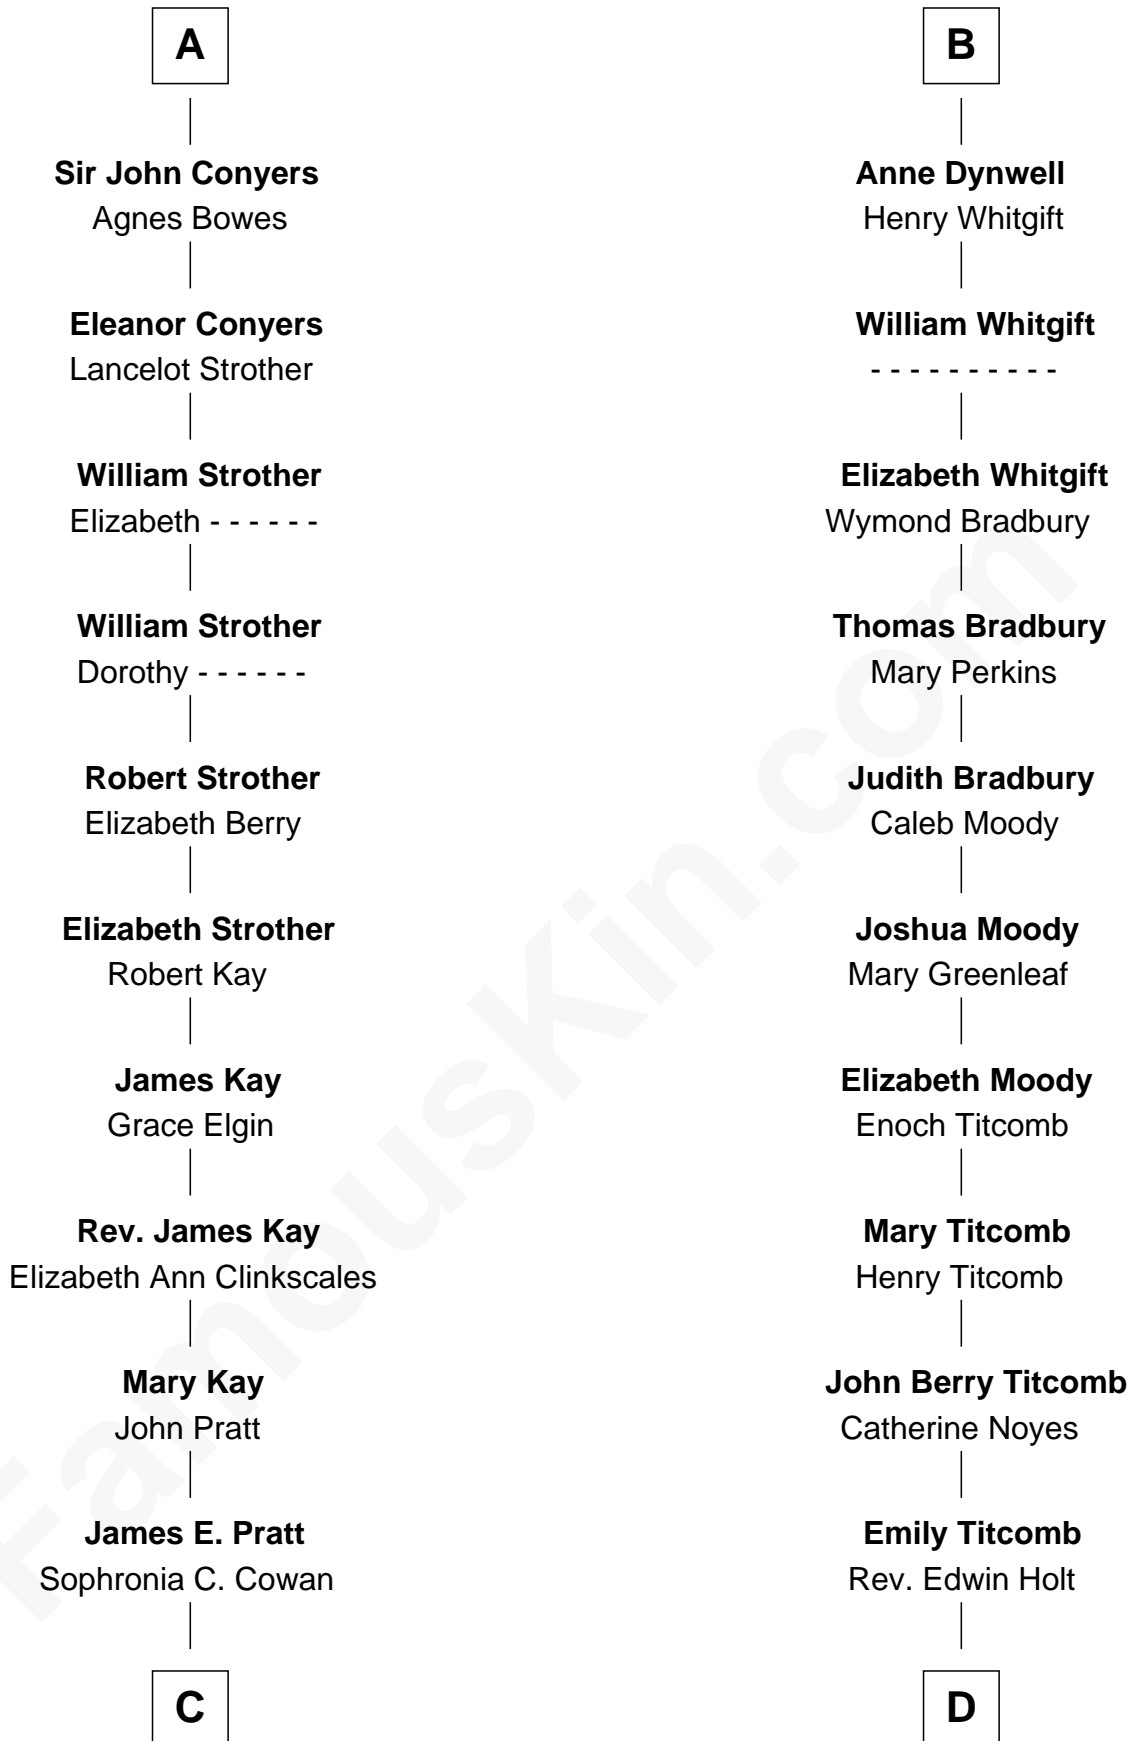 A
Sir John Conyers
Agnes Bowes
Eleanor Conyers
Lancelot Strother
William Strother
Elizabeth - - - - - -
William Strother
Dorothy - - - - - -
Robert Strother
Elizabeth Berry
Elizabeth Strother
Robert Kay
James Kay
Grace Elgin
Rev. James Kay
Elizabeth Ann Clinkscales
Mary Kay
John Pratt
James E. Pratt
Sophronia C. Cowan
C
B
Anne Dynwell
Henry Whitgift
William Whitgift
- - - - - - - - - -
Elizabeth Whitgift
Wymond Bradbury
Thomas Bradbury
Mary Perkins
Judith Bradbury
Caleb Moody
Joshua Moody
Mary Greenleaf
Elizabeth Moody
Enoch Titcomb
Mary Titcomb
Henry Titcomb
John Berry Titcomb
Catherine Noyes
Emily Titcomb
Rev. Edwin Holt
D
FamousKin.com